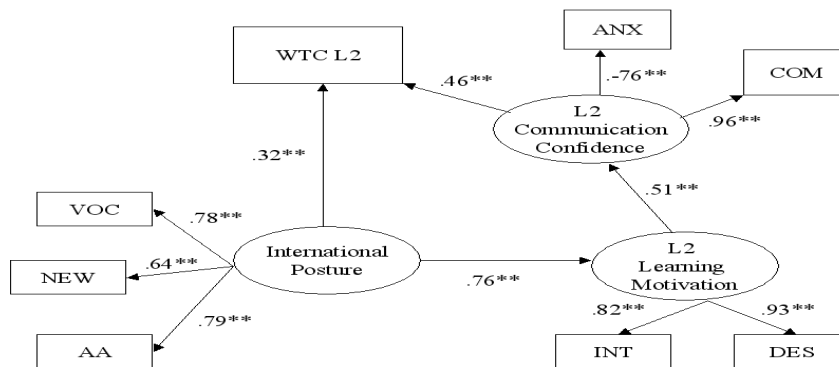 ANX
WTC L2
.46**
.-76**
COM
L2
Communication
Confidence
.96**
.32**
.51**
VOC
.78**
International
Posture
L2
Learning
Motivation
NEW
.64**
.76**
.79**
.82**
.93**
AA
INT
DES